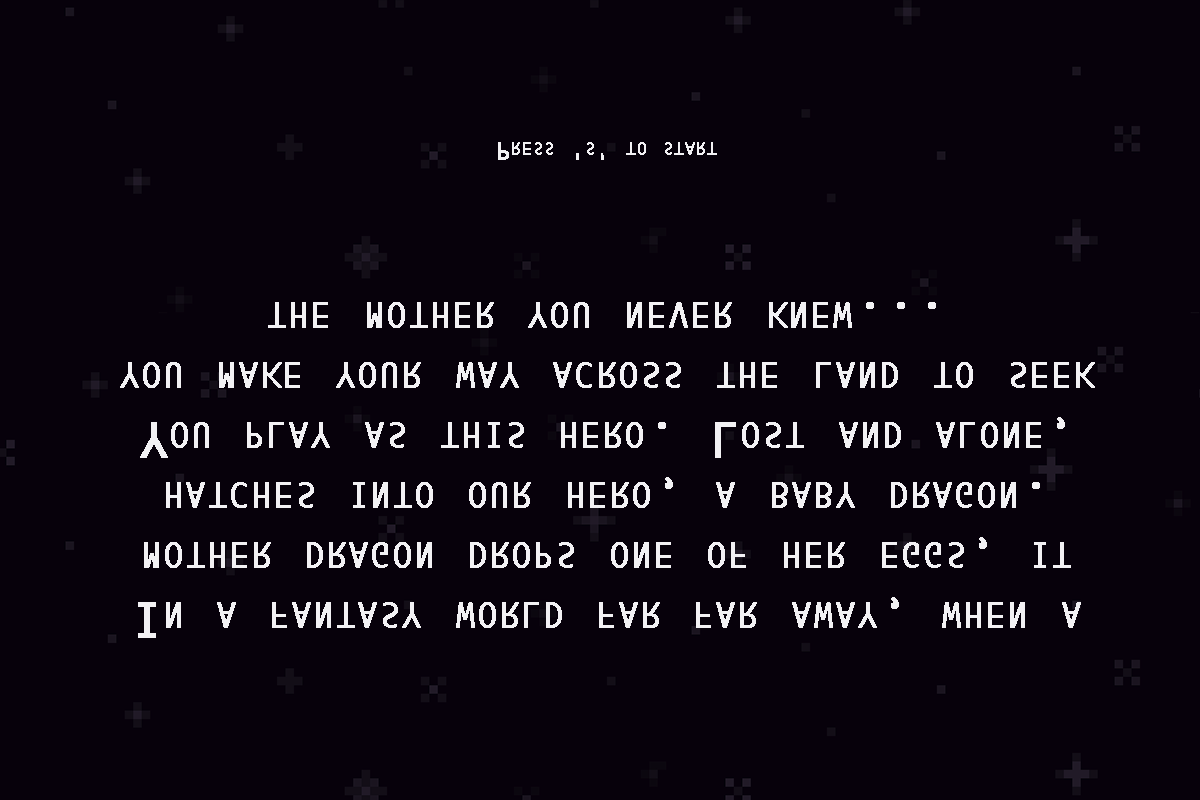 In a fantasy world far far away, when a
mother dragon drops one of her eggs, it
hatches into our hero, a baby dragon.
You play as this hero. Lost and alone,
you make your way across the land to seek
the mother you never knew...
Press 's' to start